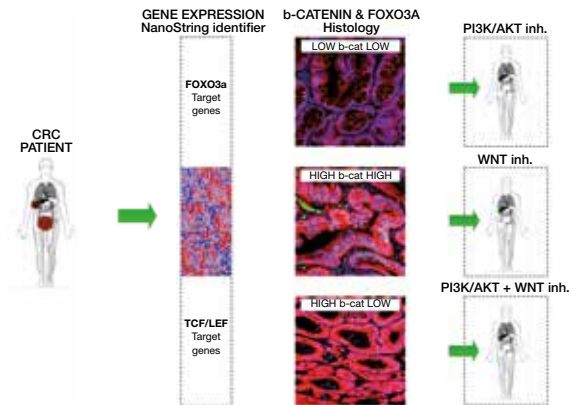 GENE EXPRESSION
NanoString identifier
b-CATENIN & FOXO3A
Histology
LOW b-cat LOW
PI3K/AKT inh.
FOXO3a
Target
genes
CRC
PATIENT
HIGH b-cat HIGH
WNT inh.
TCF/LEF
Target
genes
HIGH b-cat LOW
PI3K/AKT + WNT inh.